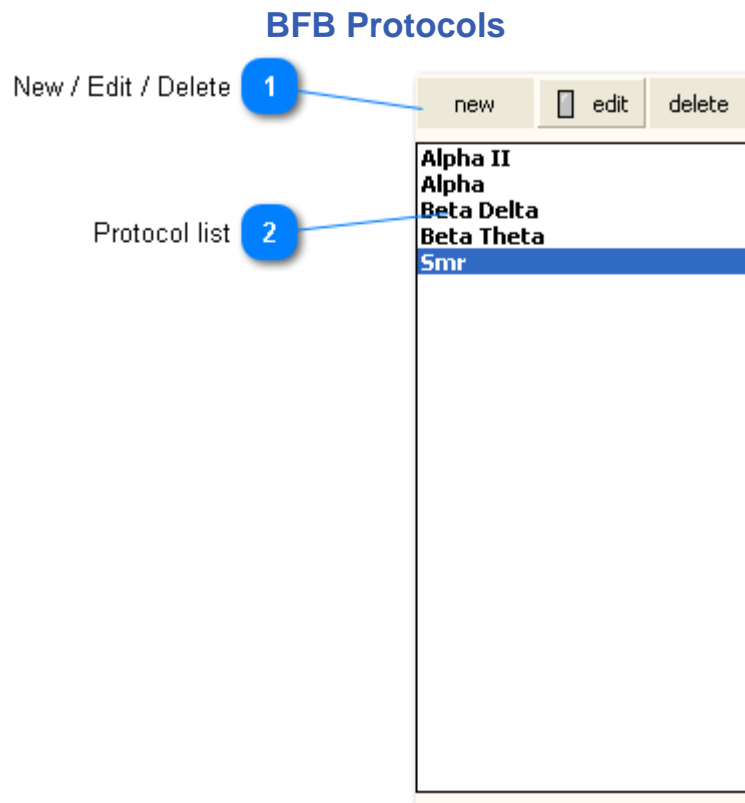 BFB Protocols
New / Edit / Delete 1
new edit delete
Alpha II
Alpha
Beta Delta
Beta Theta
Smr
Protocol list 2